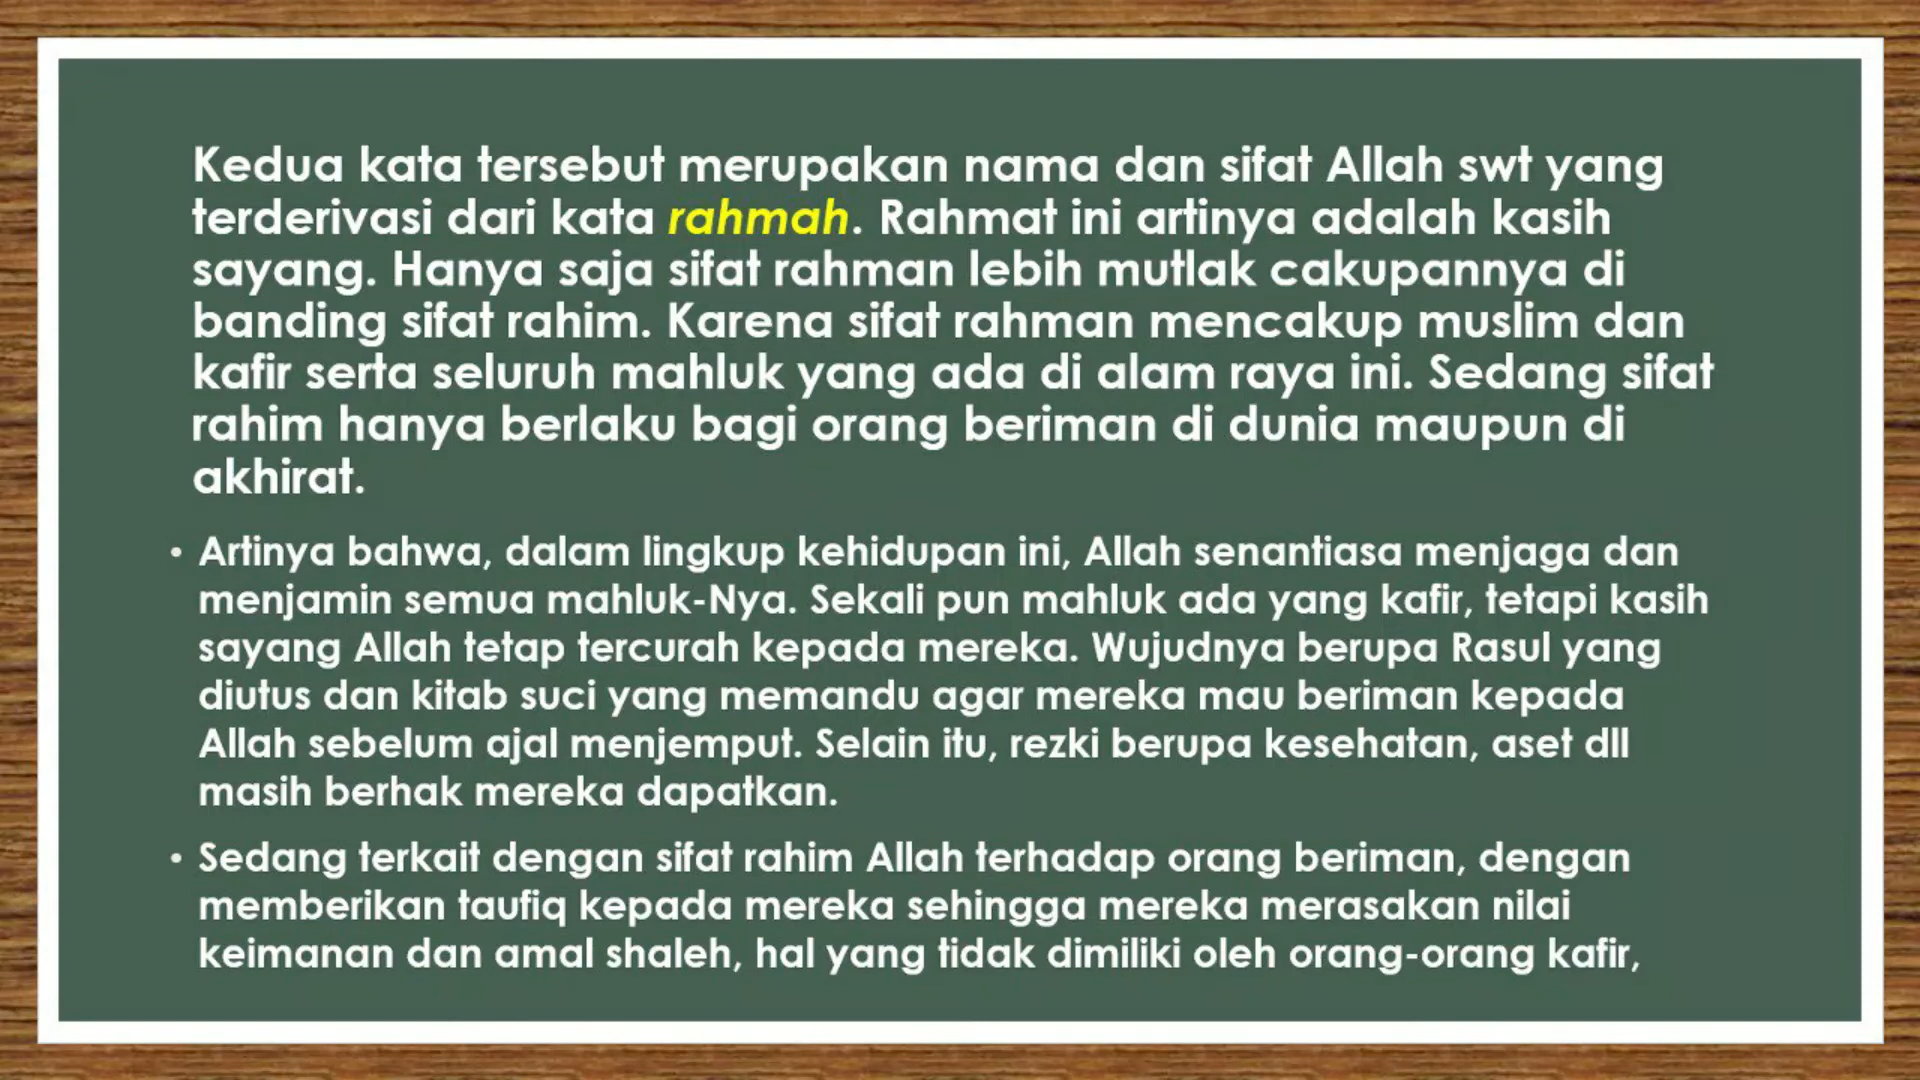 Kedua kata tersebut merupakan nama dan sifat Allah swt yang
terderivasi dari kata rahmah. Rahmat ini artinya adalah kasih
sayang. Hanya saja sifat rahman lebih mutlak cakupannya di
banding sifat rahim. Karena sifat rahman mencakup muslim dan
kafir serta seluruh mahluk yang ada di alam raya ini. Sedang sifat
rahim hanya berlaku bagi orang beriman di dunia maupun di
akhirat.
• Artinya bahwa, dalam lingkup kehidupan ini, Allah senantiasa menjaga dan
menjamin semua mahluk-Nya. Sekali pun mahluk ada yang kafir, tetapi kasih
sayang Allah tetap tercurah kepada mereka. Wujudnya berupa Rasul yang
diutus dan kitab suci yang memandu agar mereka mau beriman kepada
Allah sebelum ajal menjemput. Selain itu, rezki berupa kesehatan, aset dll
masih berhak mereka dapatkan.
• Sedang terkait dengan sifat rahim Allah terhadap orang beriman, dengan
memberikan taufiq kepada mereka sehingga mereka merasakan nilai
keimanan dan amal shaleh, hal yang tidak dimiliki oleh orang-orang kafir,